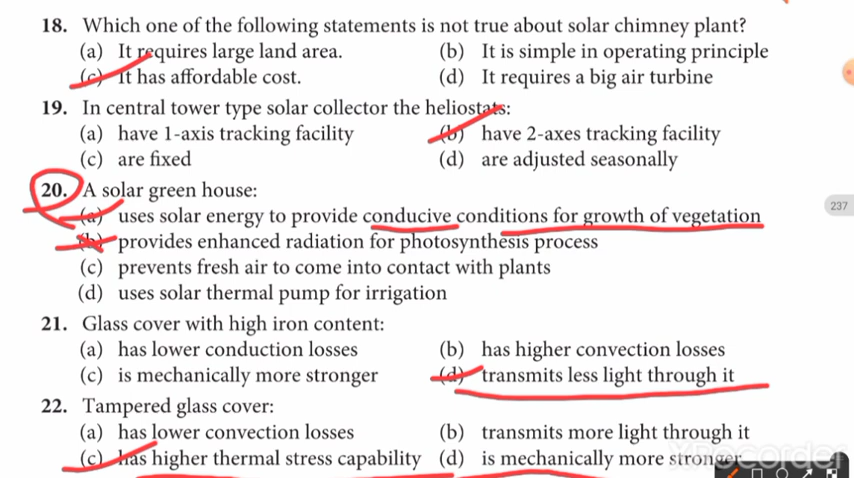 18. Which one of the following statements is not true about solar chimney plant?
(a) It requires large land area. (b) It is simple in operating principle
(c) It has affordable cost. (d) It requires a big air turbine
19. In central tower type solar collector the heliostats:
(a) have 1-axis tracking facility (b) have 2-axes tracking facility
(c) are fixed (d) are adjusted seasonally
20. A solar green house:
237
(a) uses solar energy to provide conducive conditions for growth of vegetation
(b) provides enhanced radiation for photosynthesis process
(c) prevents fresh air to come into contact with plants
(d) uses solar thermal pump for irrigation
21. Glass cover with high iron content:
(a) has lower conduction losses (b) has higher convection losses
(c) is mechanically more stronger (d) transmits less light through it
22. Tampered glass cover:
(a) has lower convection losses (b) transmits more light through it
(c) has higher thermal stress capability (d) is mechanically more stronger
XRecorder